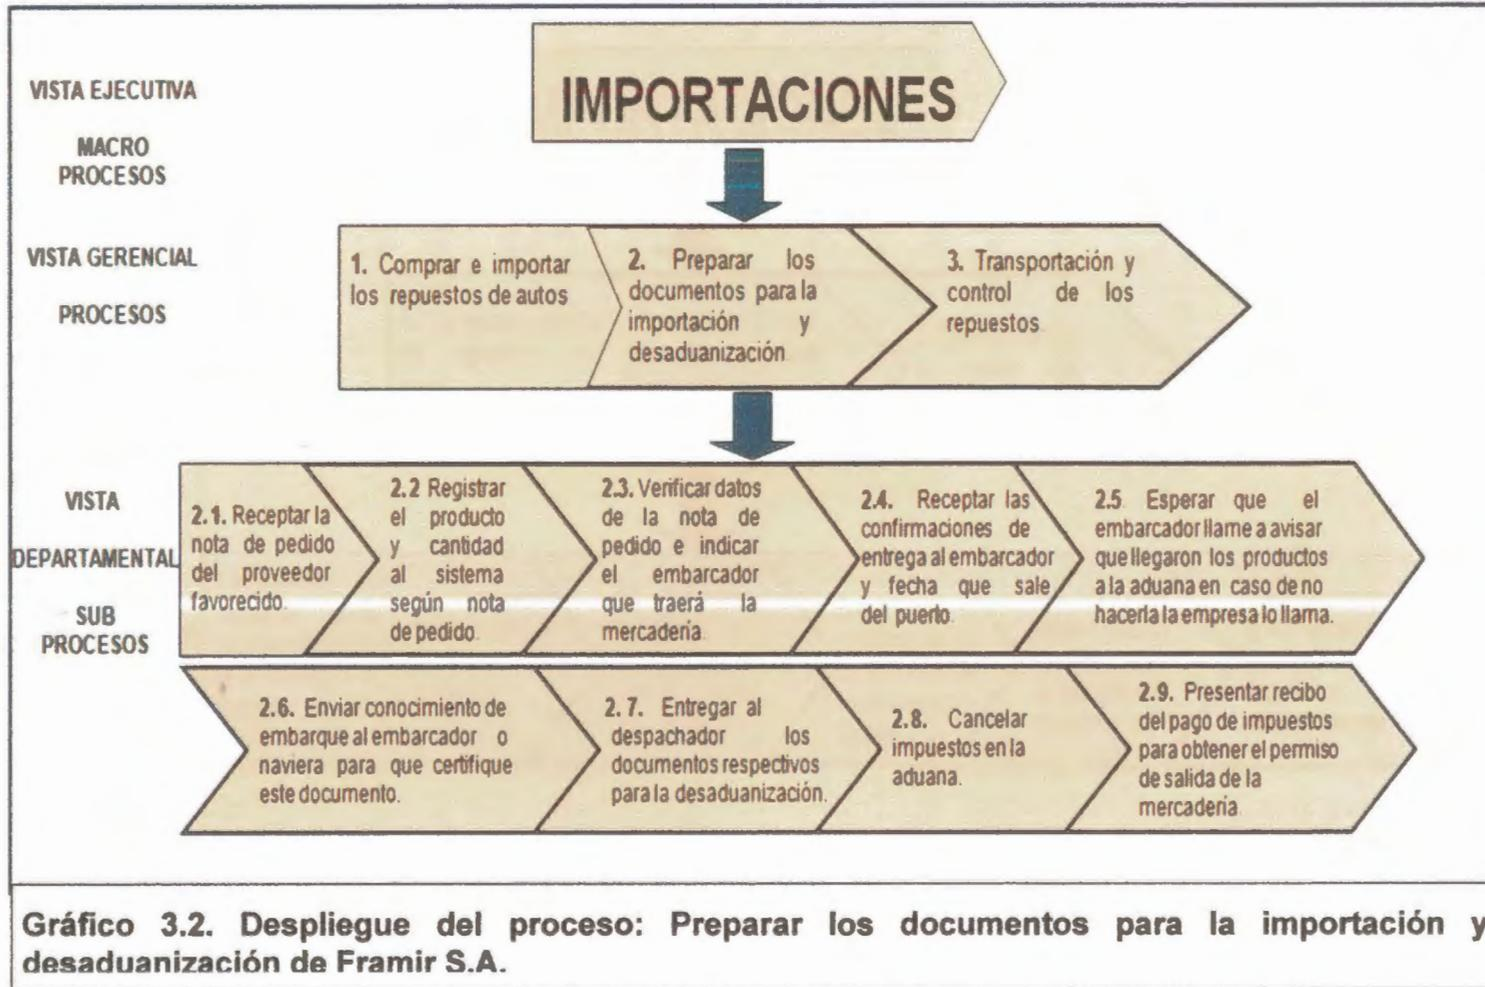 VISTA EJECUTIVA
MACRO
PROCESOS
IMPORTACIONES
VISTA GERENCIAL
PROCESOS
1. Comprar e importar
los repuestos de autos
2. Preparar los
documentos para la
importación y
desaduanización
3. Transportación y
control de los
repuestos
VISTA
DEPARTAMENTAL
SUB
PROCESOS
2.1. Receptar la
nota de pedido
del proveedor
favorecido.
2.2 Registrar
el producto
y cantidad
al sistema
según nota
de pedido.
2.3. Verificar datos
de la nota de
pedido e indicar
el embarcador
que traerá la
mercadería.
2.4. Receptar las
confirmaciones de
entrega al embarcador
y fecha que sale
del puerto.
2.5 Esperar que el
embarcador llame a avisar
que llegaron los productos
a la aduana en caso de no
hacerla la empresa lo llama.
2.6. Enviar conocimiento de
embarque al embarcador o
naviera para que certifique
este documento.
2. 7. Entregar al
despachador los
documentos respectivos
para la desaduanización.
2.8. Cancelar
impuestos en la
aduana.
2.9. Presentar recibo
del pago de impuestos
para obtener el permiso
de salida de la
mercadería.
Gráfico 3.2. Despliegue del proceso: Preparar los documentos para la importación y
desaduanización de Framir S.A.